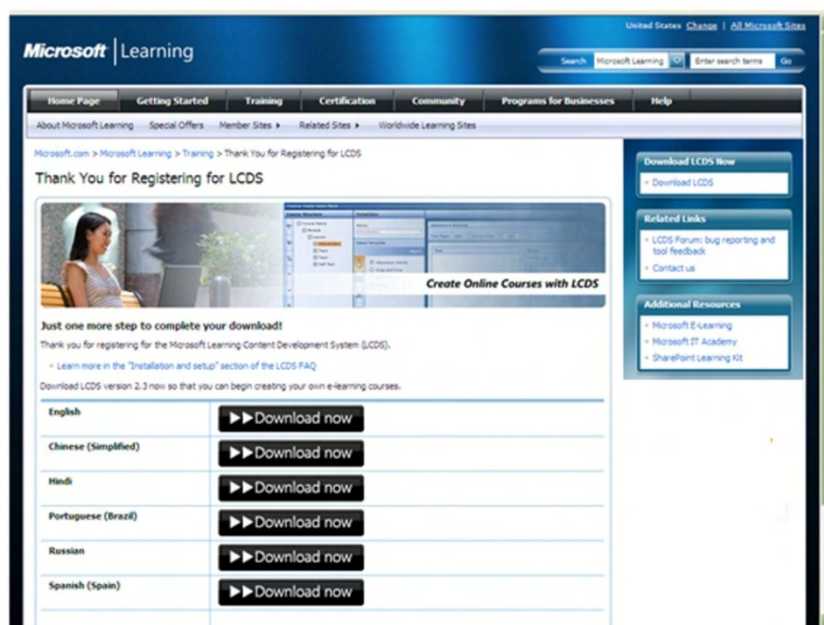 United States Change | All Microsoft Sites
Microsoft | Learning
Search Microsoft Learning Enter search terms Go
Home Page Getting Started Training Certification Community Programs for Businesses Help
About Microsoft Learning Special Offers Member Sites Related Sites Worldwide Learning Sites
Microsoft.com > Microsoft Learning > Training > Thank You for Registering for LCDS
Thank You for Registering for LCDS
Create Online Courses with LCDS
Just one more step to complete your download!
Thank you for registering for the Microsoft Learning Content Development System (LCDS).
Learn more in the "Installation and setup" section of the LCDS FAQ
Download LCDS version 2.3 now so that you can begin creating your own e-learning courses.
English Download now
Chinese (Simplified) Download now
Hindi Download now
Portuguese (Brazil) Download now
Russian Download now
Spanish (Spain) Download now
Download LCDS Now
Download LCDS
Related Links
LCDS Forum: bug reporting and
tool feedback
Contact us
Additional Resources
Microsoft E-Learning
Microsoft IT Academy
SharePoint Learning Kit